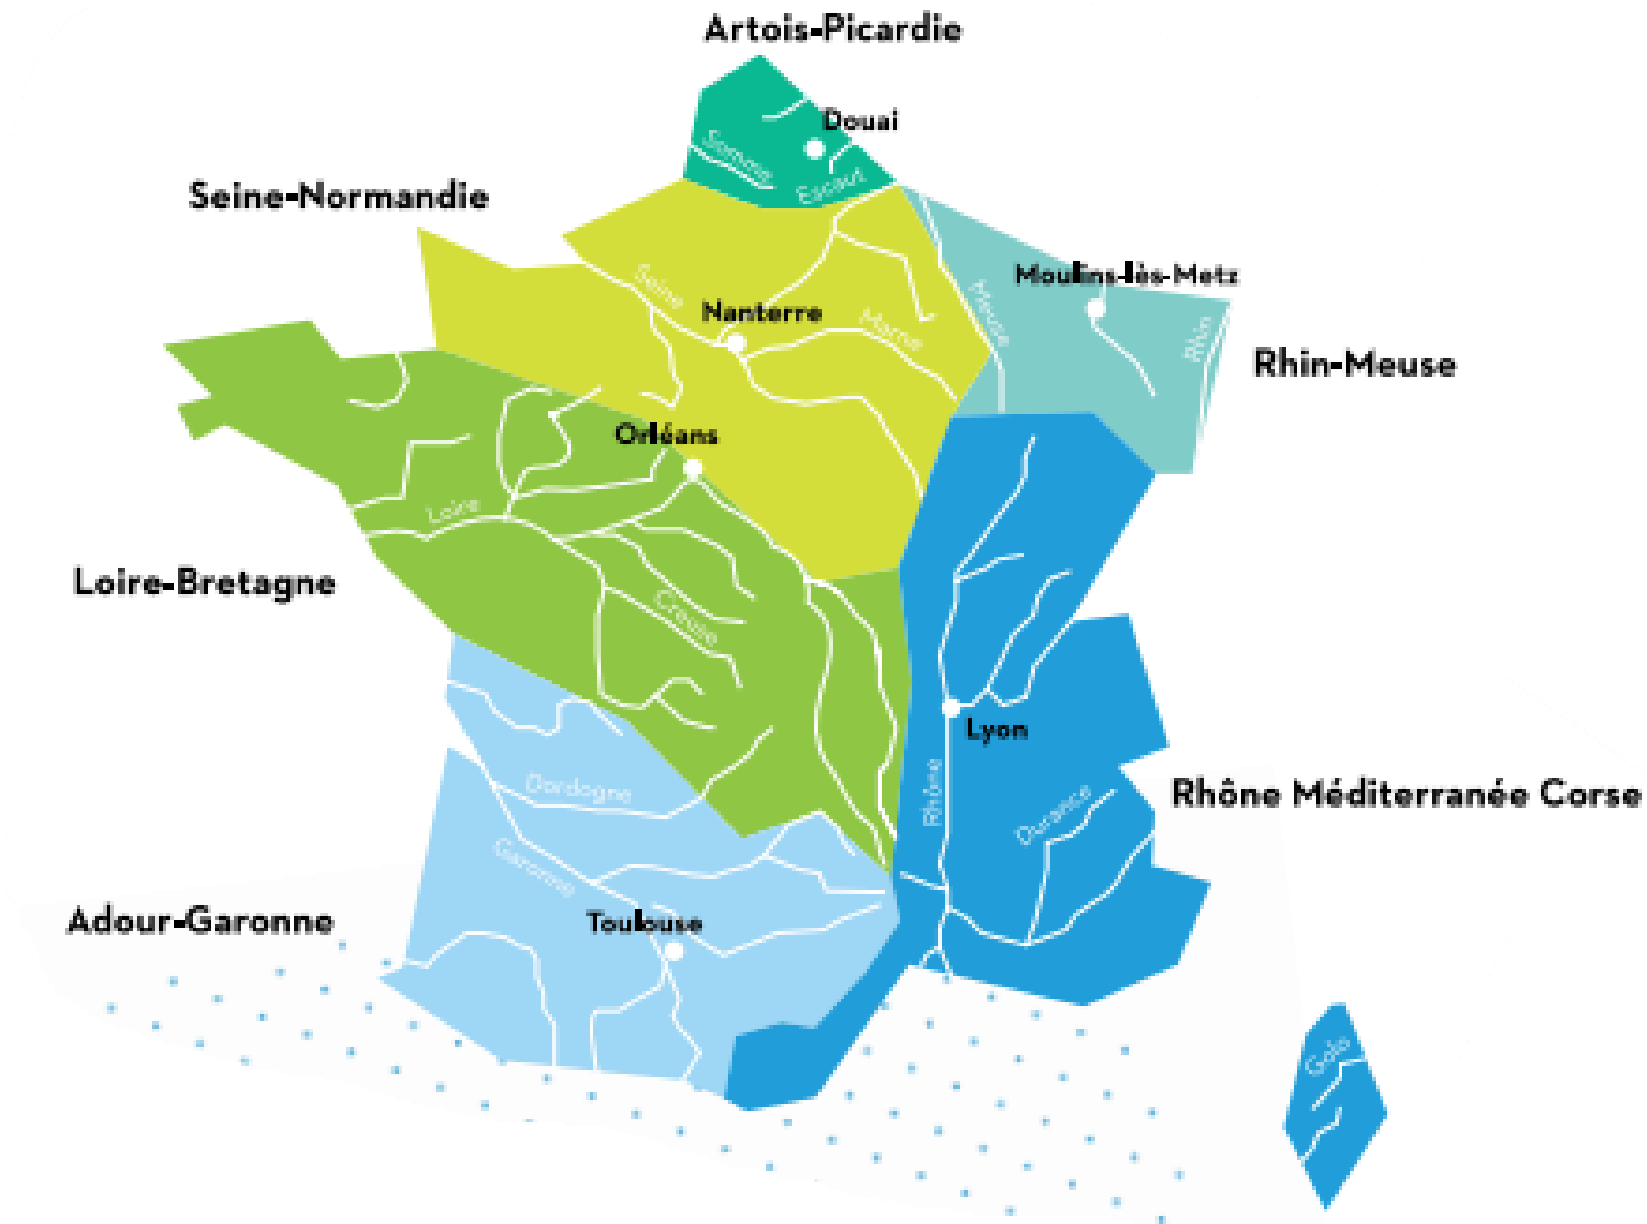 Artois-Picardie
Douai
Somme
Escaut
Seine-Normandie
Seine
Nanterre
Marne
Meuse
Moulins-lès-Metz
Rhin
Rhin-Meuse
Orléans
Loire
Loire-Bretagne
Creuse
Lyon
Rhône
Dordogne
Durance
Rhône Méditerranée Corse
Garonne
Adour-Garonne
Toulouse
Golo